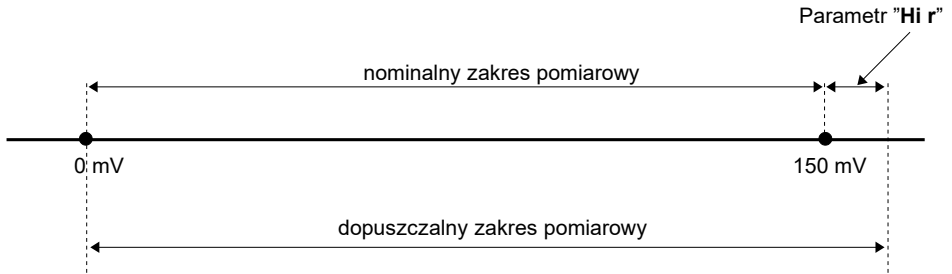 Parametr ”Hi r”
nominalny zakres pomiarowy
0 mV
150 mV
dopuszczalny zakres pomiarowy